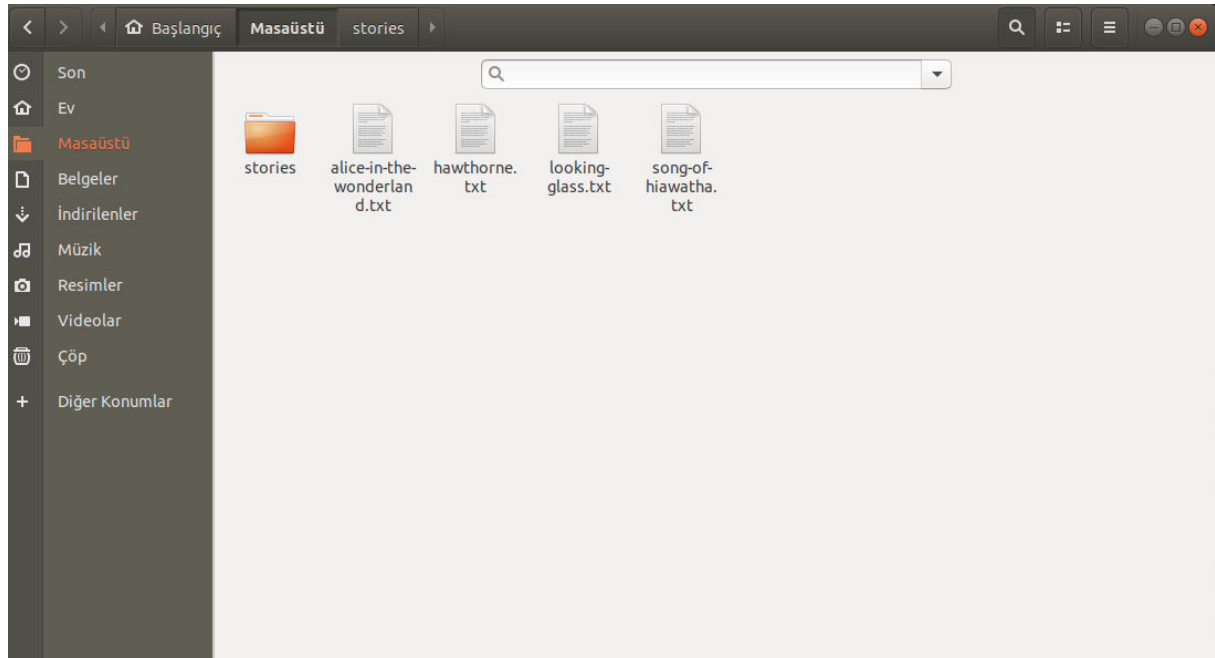 Başlangıç Masaüstü stories
Son
Ev
Masaüstü
Belgeler
İndirilenler
Müzik
Resimler
Videolar
Çöp
Diğer Konumlar
stories
alice-in-the-
wonderlan
d.txt
hawthorne.
txt
looking-
glass.txt
song-of-
hiawatha.
txt